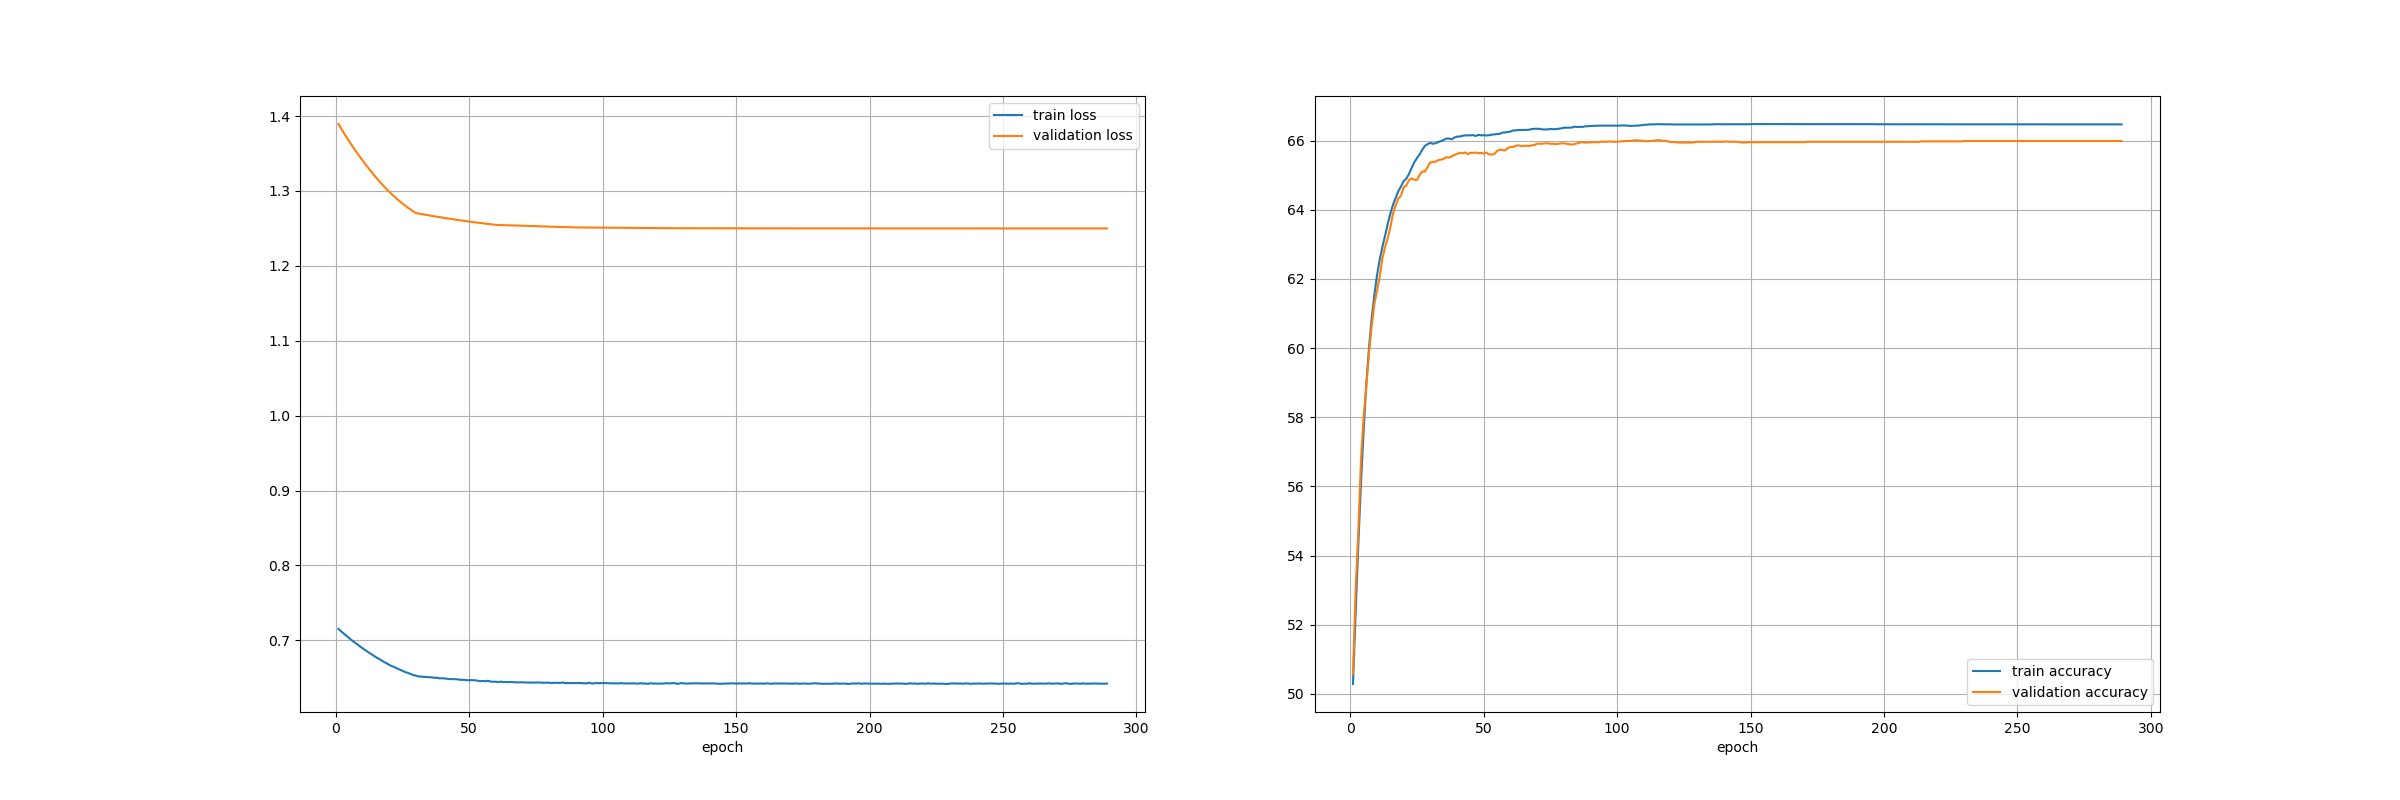 1.4
1.3
1.2
1.1
1.0
0.9
0.8
0.7
0 50 100 150 200 250 300
epoch
train loss
validation loss
66
64
62
60
58
56
54
52
50
0 50 100 150 200 250 300
epoch
train accuracy
validation accuracy